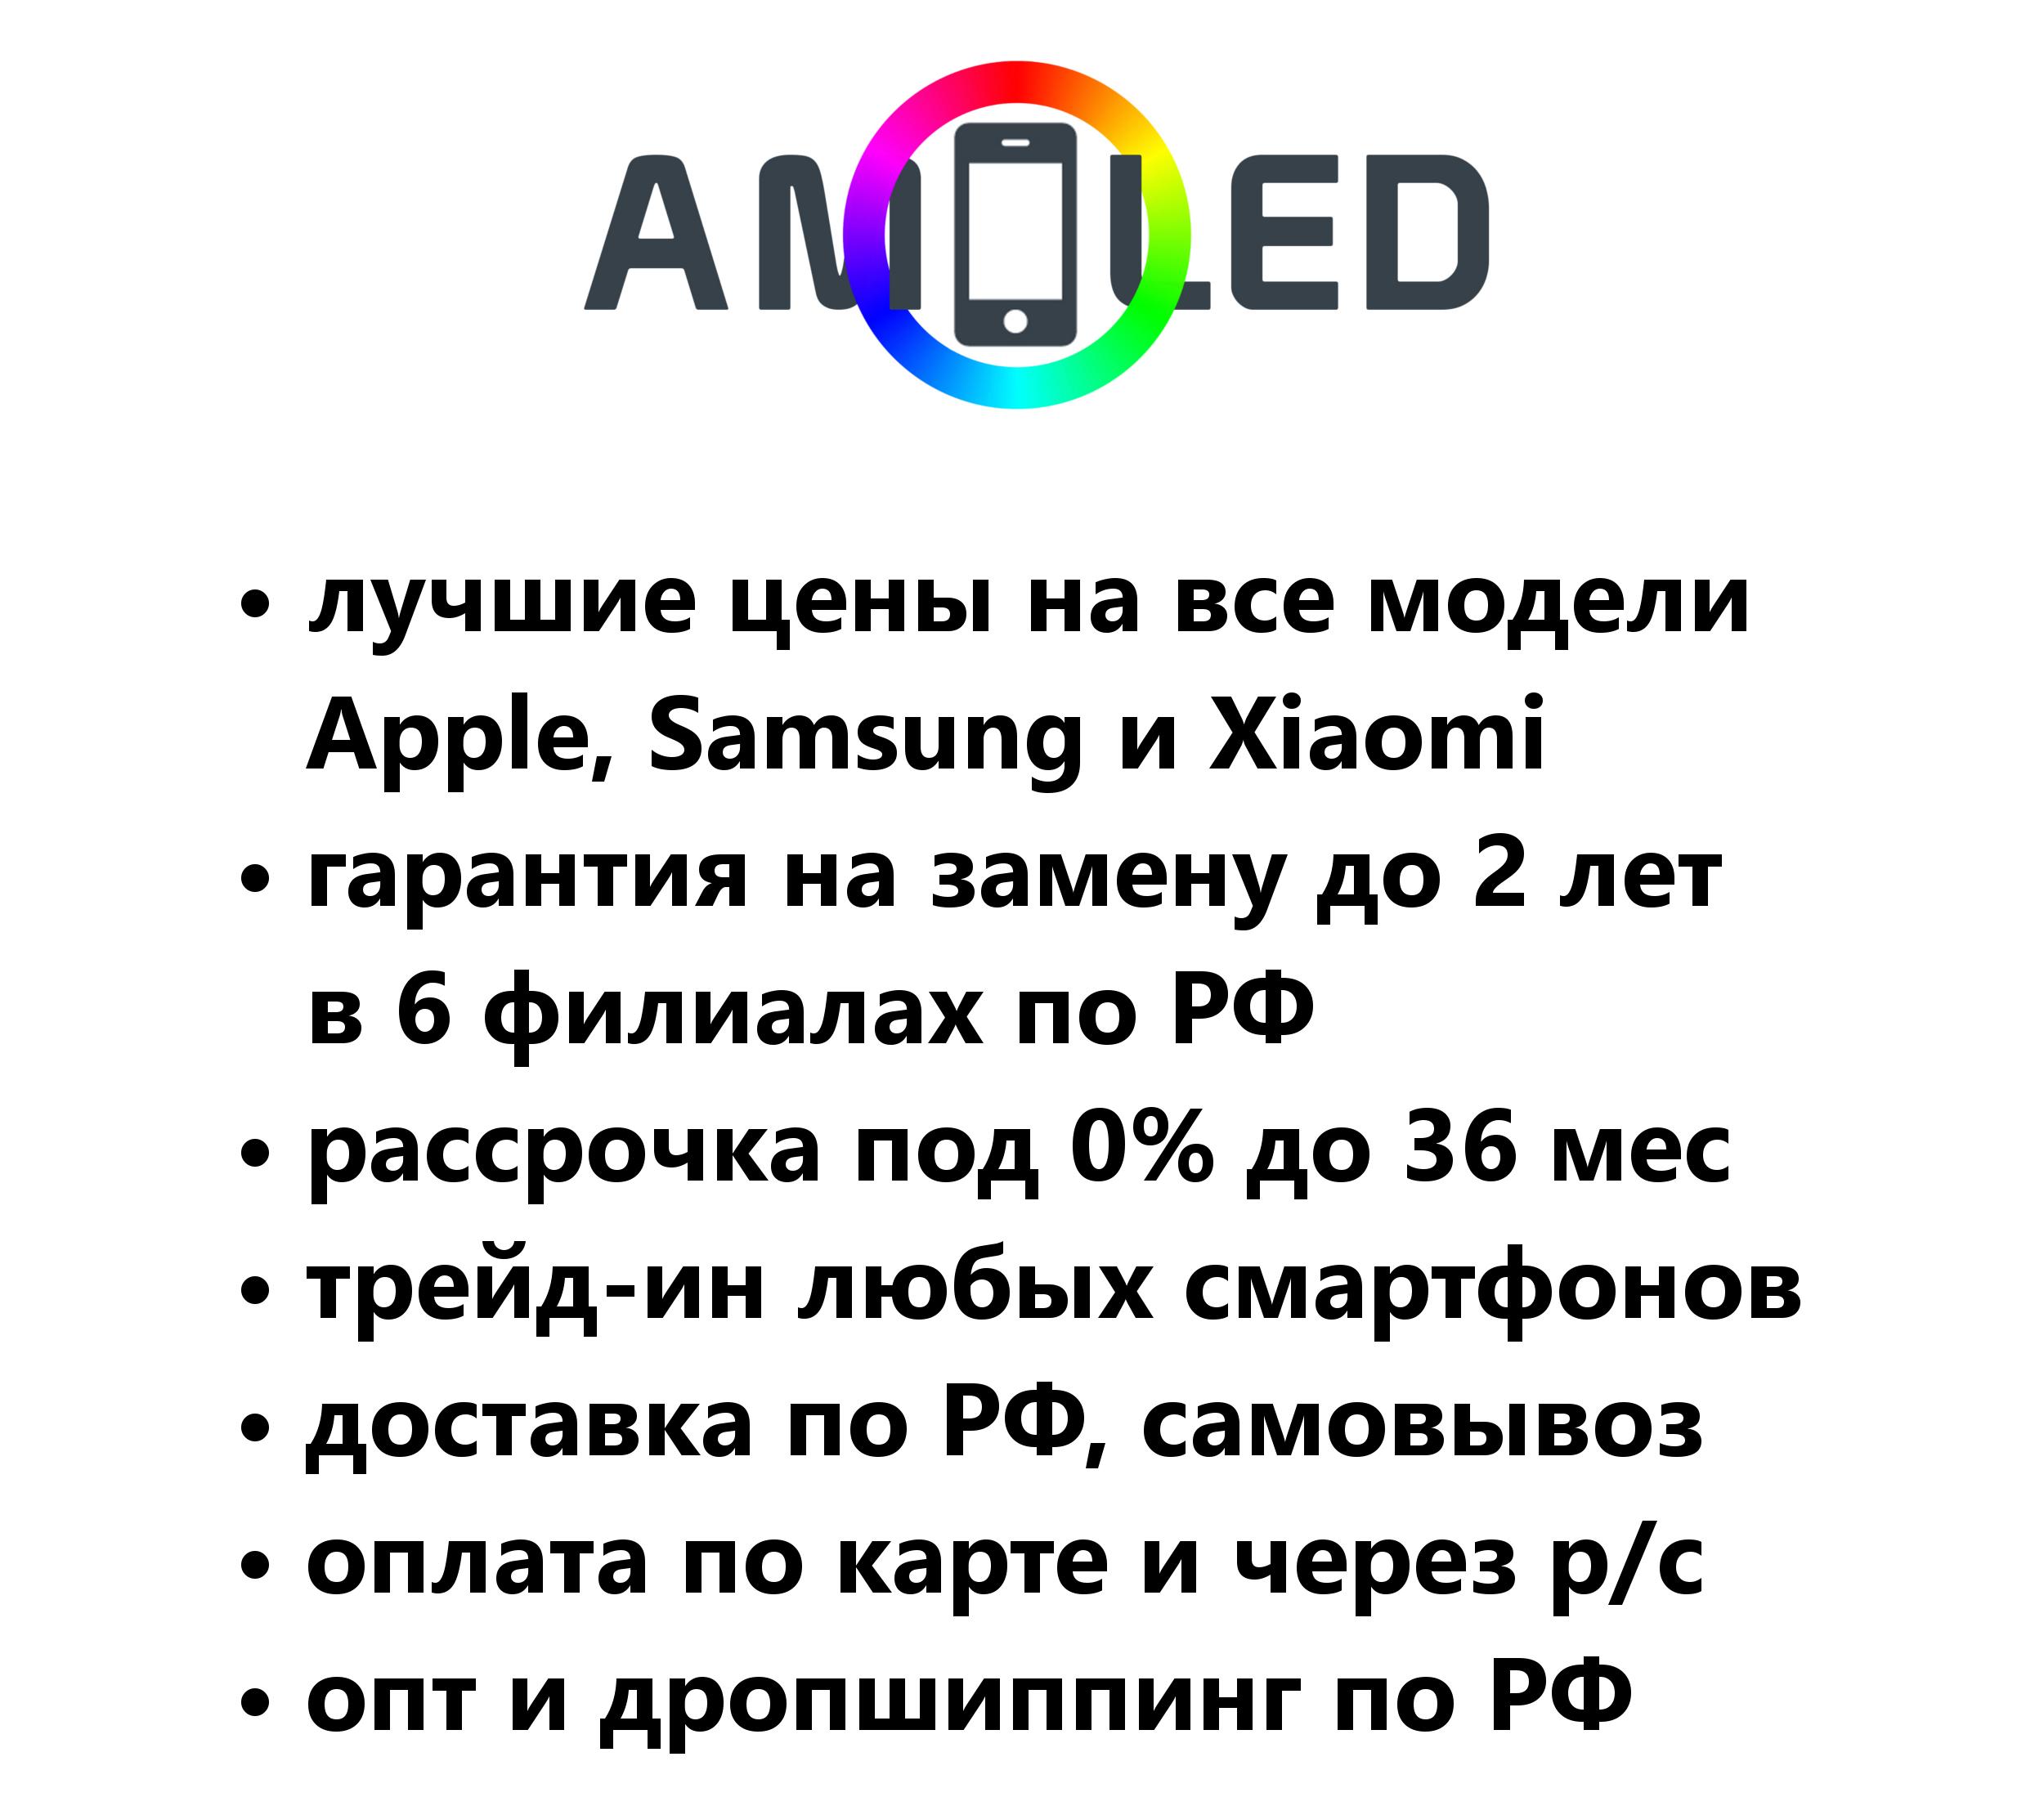 AMOLED
• лучшие цены на все модели
Apple, Samsung и Xiaomi
• гарантия на замену до 2 лет
в 6 филиалах по РФ
• рассрочка под 0% до 36 мес
• трейд-ин любых смартфонов
• доставка по РФ, самовывоз
• оплата по карте и через р/с
• опт и дропшиппинг по РФ